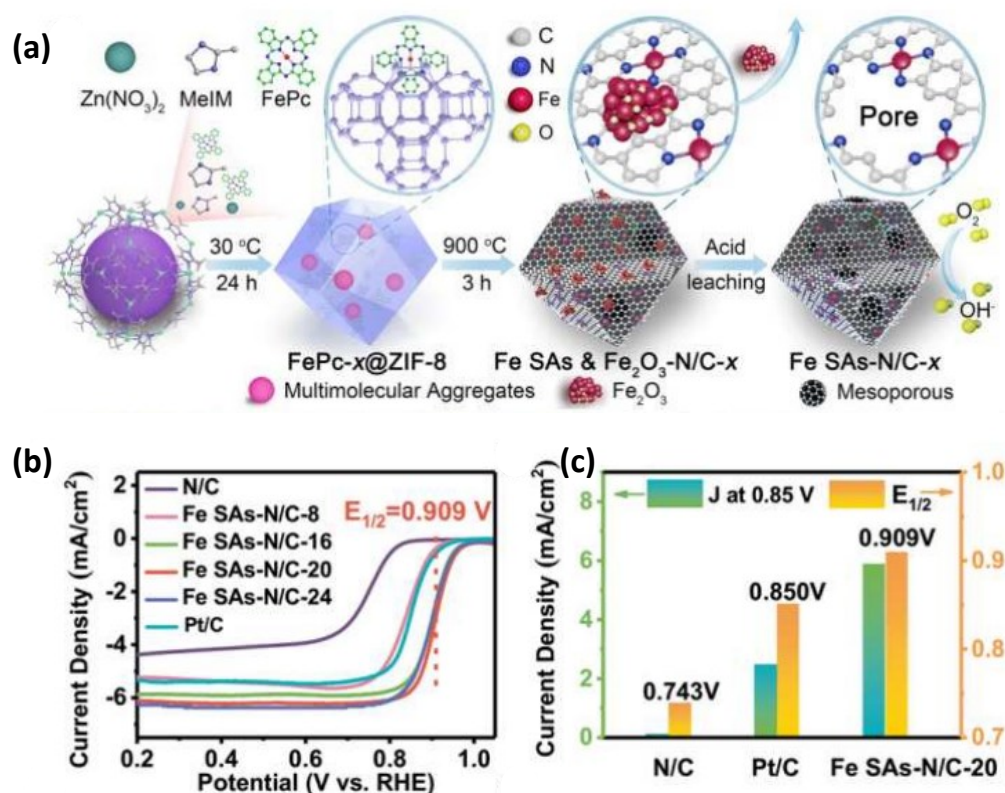 (a)
Zn(NO₃)₂ MeIM FePc
C
N
Fe
O
Pore
30 °C
24 h
900 °C
3 h
Acid
leaching
O₂
OH⁻
FePc-x@ZIF-8
Fe SAs & Fe₂O₃-N/C-x
Fe SAs-N/C-x
Multimolecular Aggregates
Fe₂O₃
Mesoporous
(b)
Current Density (mA/cm²)
2
0
-2
-4
-6
N/C
Fe SAs-N/C-8
Fe SAs-N/C-16
Fe SAs-N/C-20
Fe SAs-N/C-24
Pt/C
E₁/₂=0.909 V
0.2 0.4 0.6 0.8 1.0
Potential (V vs. RHE)
(c)
Current Density (mA/cm²)
8
6
4
2
0
J at 0.85 V
E₁/₂
0.743V
0.850V
0.909V
1.0
0.9
0.8
0.7
N/C Pt/C Fe SAs-N/C-20